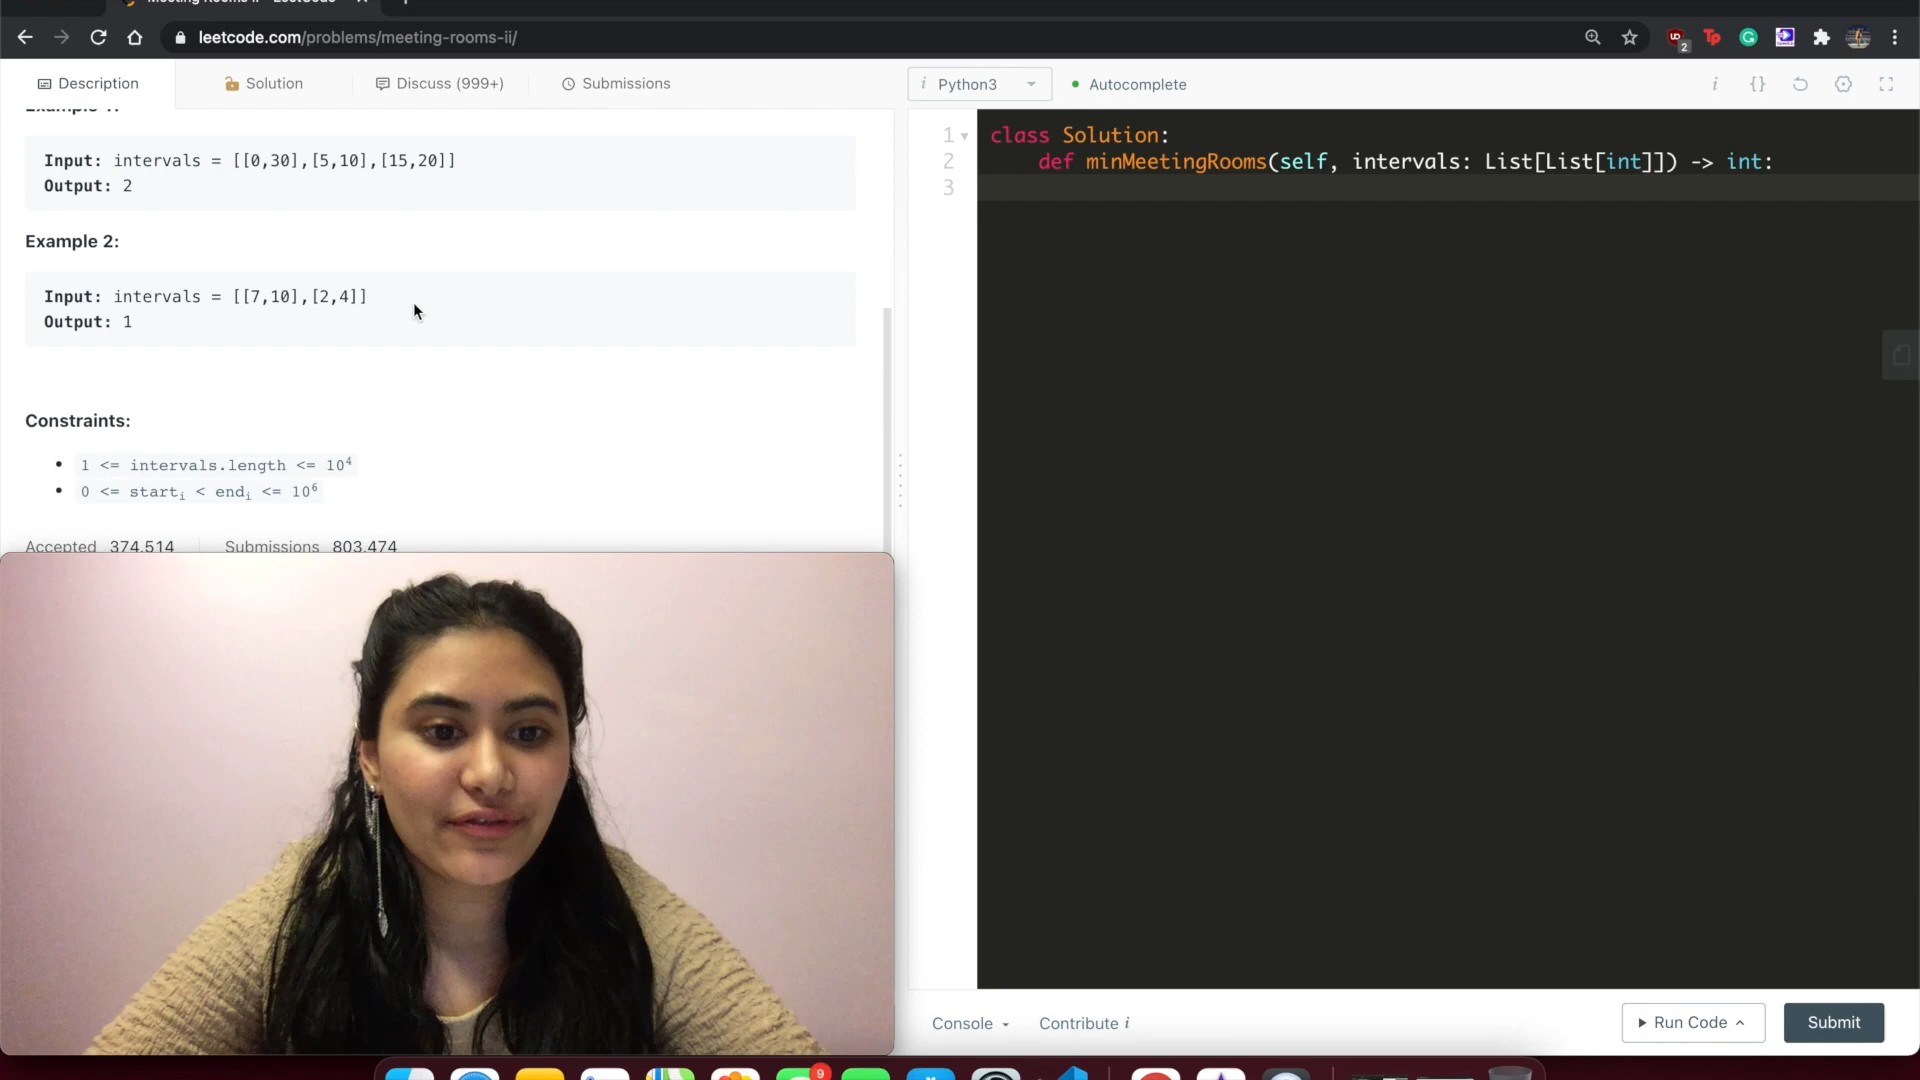 leetcode.com/problems/meeting-rooms-ii/
2
Description
Solution
Discuss (999+)
Submissions
i Python3
Autocomplete
i {}
Input: intervals = [[0,30],[5,10],[15,20]]
Output: 2
Example 2:
Input: intervals = [[7,10],[2,4]]
Output: 1
Constraints:
1 <= intervals.length <= 10⁴
0 <= startᵢ < endᵢ <= 10⁶
Accepted 374,514 Submissions 803,474
1 class Solution:
2 def minMeetingRooms(self, intervals: List[List[int]]) -> int:
3
Console
Contribute i
Run Code
Submit
9